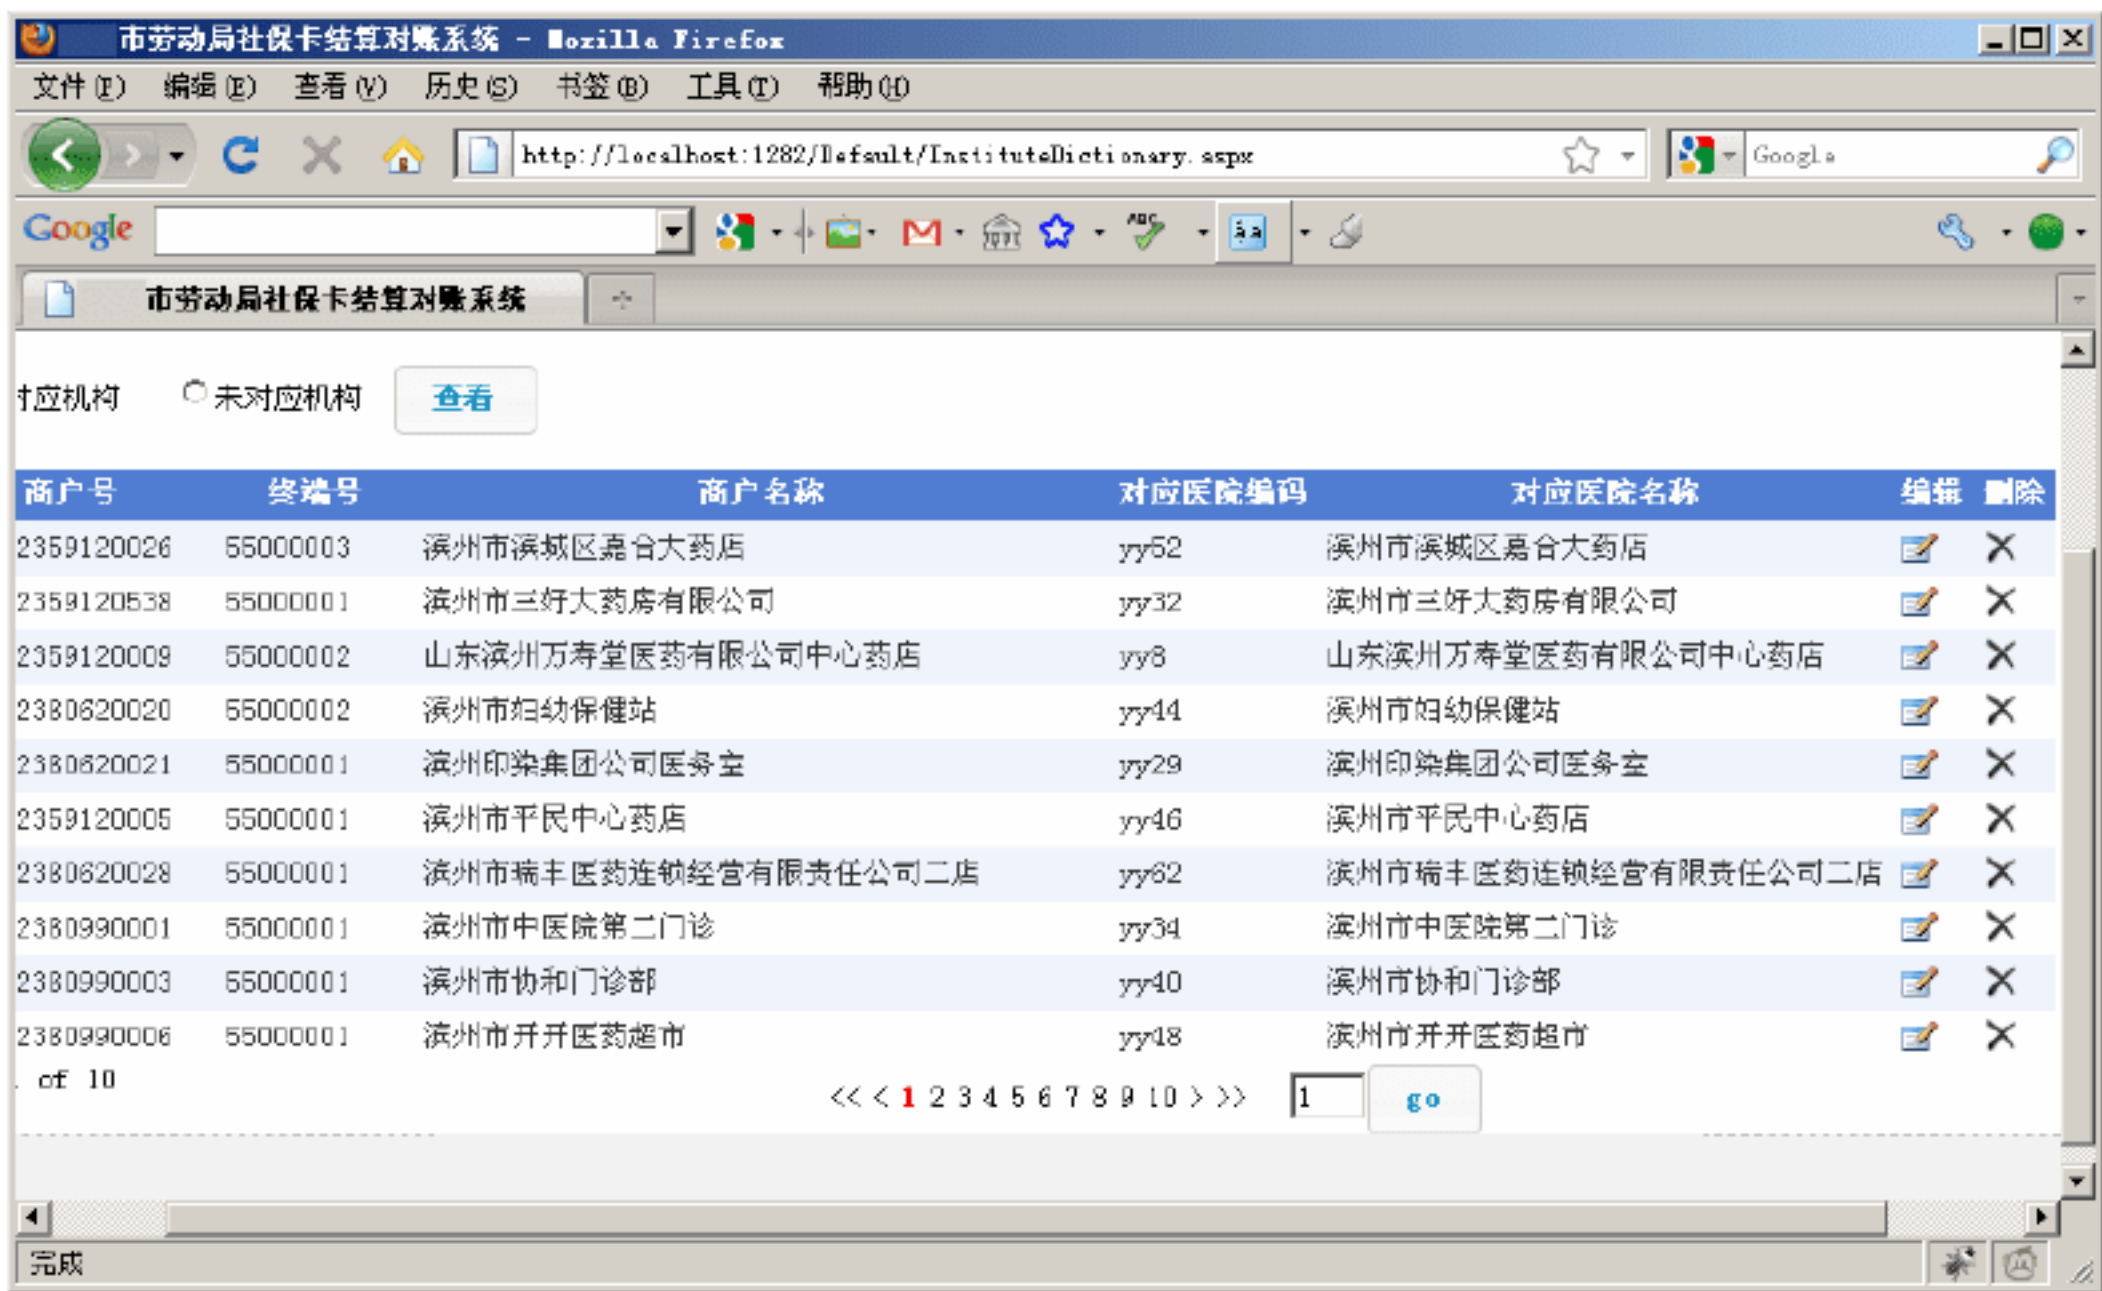 市劳动局社保卡结算对账系统 - Mozilla Firefox
文件(F) 编辑(E) 查看(V) 历史(S) 书签(B) 工具(T) 帮助(H)
http://localhost:1282/Default/InstituteDictionary.aspx Google
Google
市劳动局社保卡结算对账系统
对应机构 未对应机构 查看
商户号 终端号 商户名称 对应医院编码 对应医院名称 编辑 删除
2359120026 55000003 滨州市滨城区嘉合大药店 yy52 滨州市滨城区嘉合大药店
2359120538 55000001 滨州市三好大药房有限公司 yy32 滨州市三好大药房有限公司
2359120009 55000002 山东滨州万寿堂医药有限公司中心药店 yy8 山东滨州万寿堂医药有限公司中心药店
2380620020 55000002 滨州市妇幼保健站 yy44 滨州市妇幼保健站
2380620021 55000001 滨州印染集团公司医务室 yy29 滨州印染集团公司医务室
2359120005 55000001 滨州市平民中心药店 yy46 滨州市平民中心药店
2380620028 55000001 滨州市瑞丰医药连锁经营有限责任公司二店 yy62 滨州市瑞丰医药连锁经营有限责任公司二店
2380990001 55000001 滨州市中医院第二门诊 yy34 滨州市中医院第二门诊
2380990003 55000001 滨州市协和门诊部 yy40 滨州市协和门诊部
2380990006 55000001 滨州市开开医药超市 yy48 滨州市开开医药超市
of 10 << < 1 2 3 4 5 6 7 8 9 10 > >> 1 go
完成